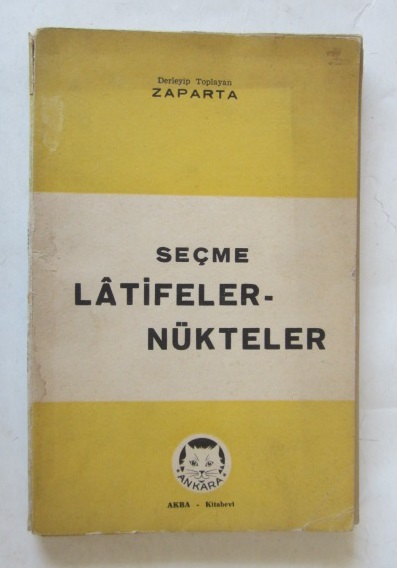 Derleyip Toplayan
ZAPARTA
SEÇME
LÂTİFELER-
NÜKTELER
ANKARA
AKBA - Kitabevi